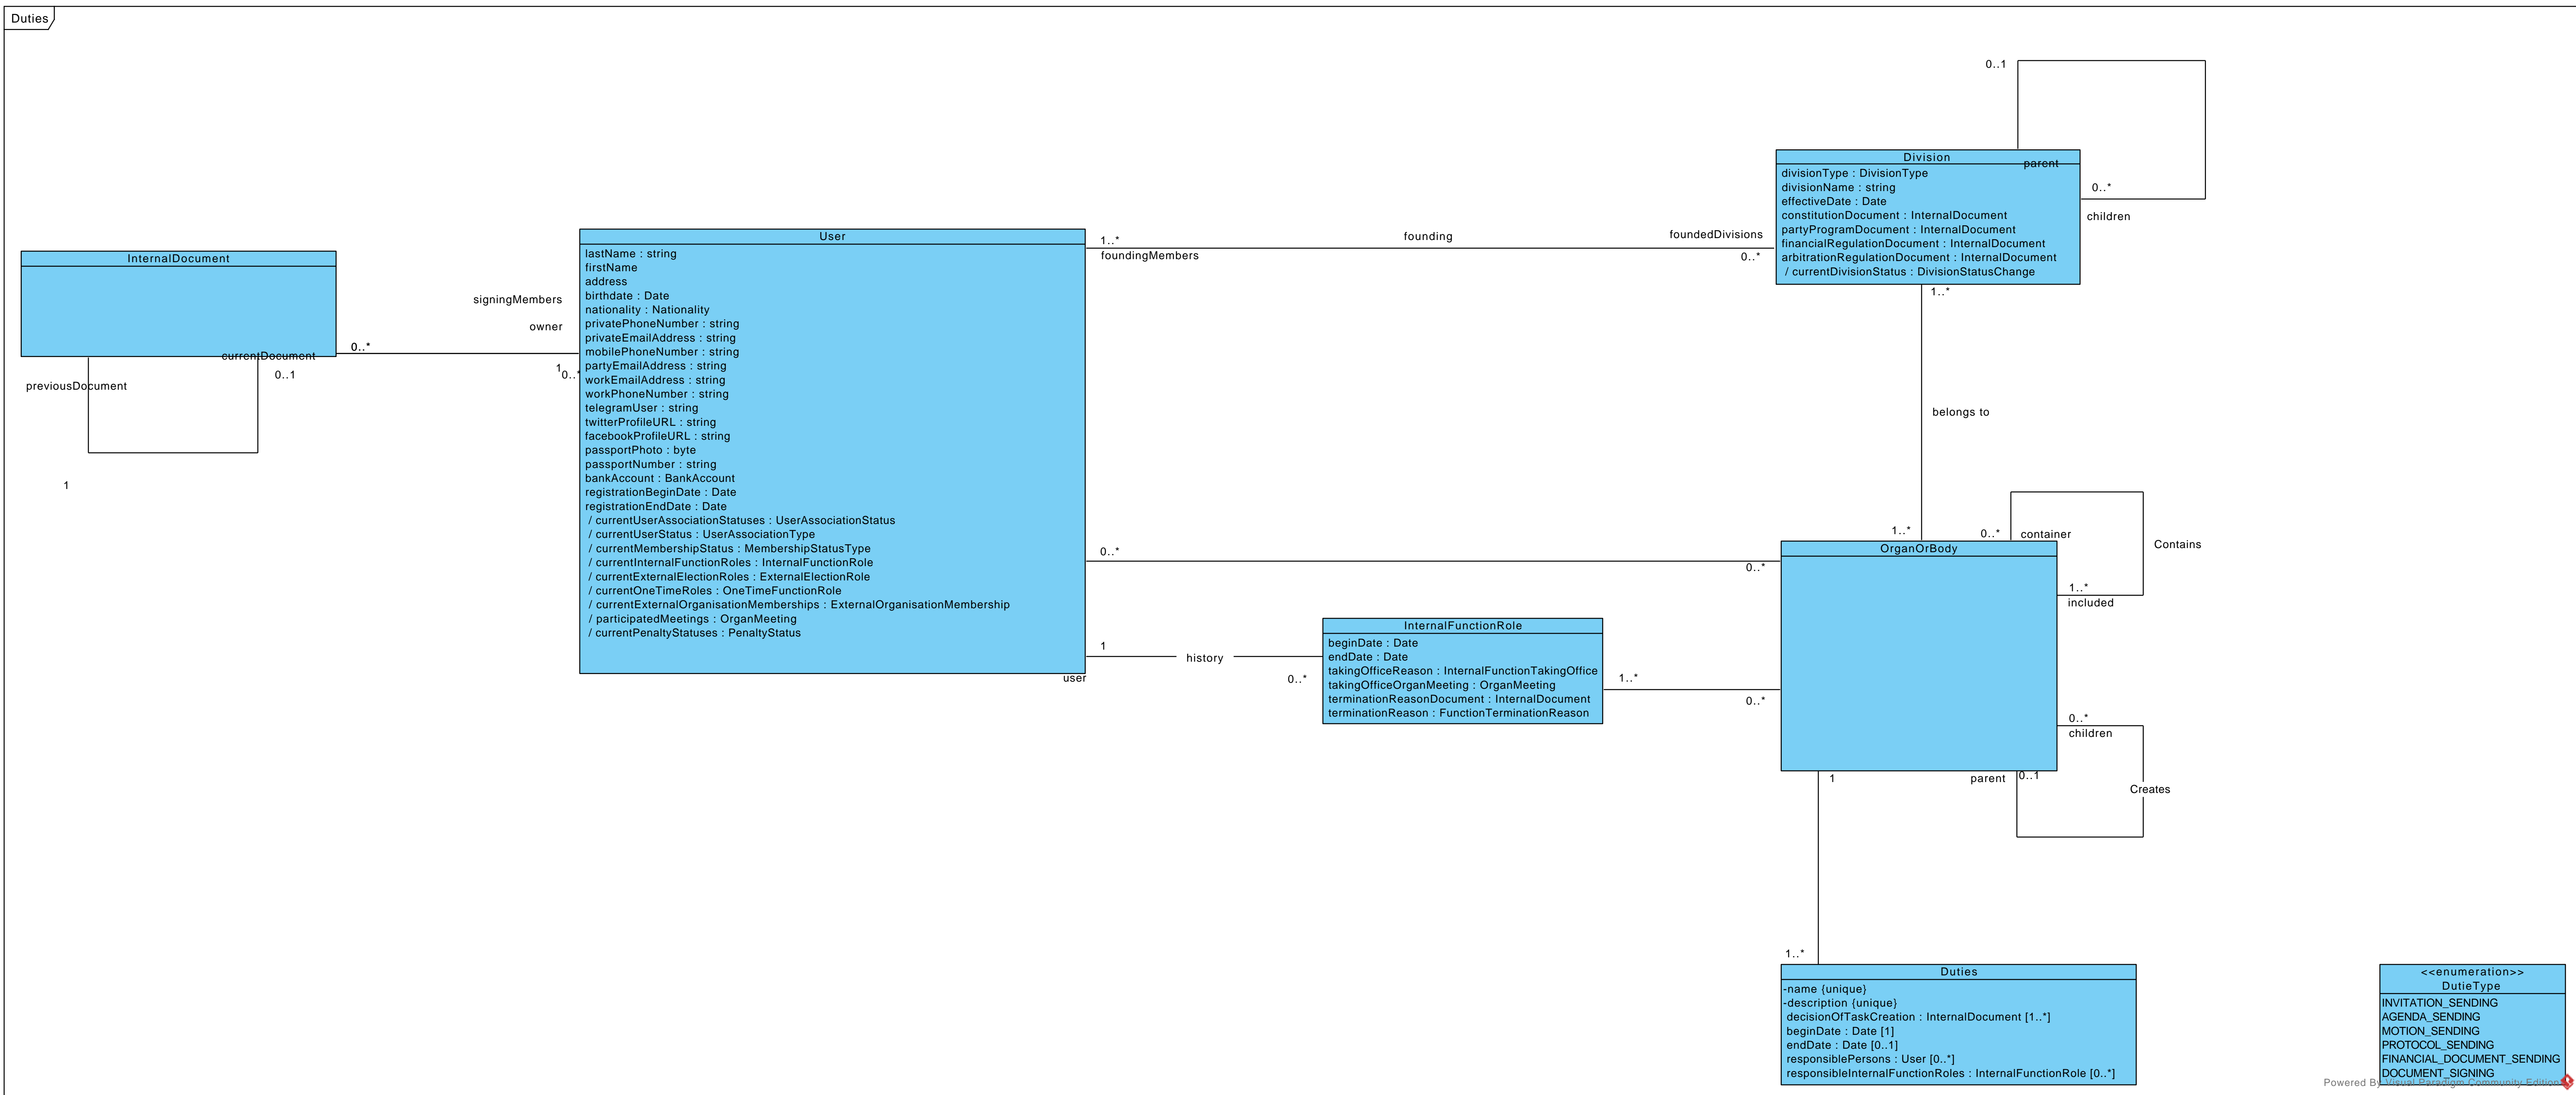 Duties
0..1
Division
parent
divisionType : DivisionType
divisionName : string
effectiveDate : Date
constitutionDocument : InternalDocument
partyProgramDocument : InternalDocument
financialRegulationDocument : InternalDocument
arbitrationRegulationDocument : InternalDocument
/ currentDivisionStatus : DivisionStatusChange
0..*
children
1..*
foundingMembers
founding
foundedDivisions
0..*
InternalDocument
currentDocument
0..1
previousDocument
1
0..*
signingMembers
owner
1
0..*
User
lastName : string
firstName
address
birthdate : Date
nationality : Nationality
privatePhoneNumber : string
privateEmailAddress : string
mobilePhoneNumber : string
partyEmailAddress : string
workEmailAddress : string
workPhoneNumber : string
telegramUser : string
twitterProfileURL : string
facebookProfileURL : string
passportPhoto : byte
passportNumber : string
bankAccount : BankAccount
registrationBeginDate : Date
registrationEndDate : Date
/ currentUserAssociationStatuses : UserAssociationStatus
/ currentUserStatus : UserAssociationType
/ currentMembershipStatus : MembershipStatusType
/ currentInternalFunctionRoles : InternalFunctionRole
/ currentExternalElectionRoles : ExternalElectionRole
/ currentOneTimeRoles : OneTimeFunctionRole
/ currentExternalOrganisationMemberships : ExternalOrganisationMembership
/ participatedMeetings : OrganMeeting
/ currentPenaltyStatuses : PenaltyStatus
1..*
belongs to
1..*
0..*
container
Contains
1..*
included
OrganOrBody
0..*
0..*
1
user
history
0..*
InternalFunctionRole
beginDate : Date
endDate : Date
takingOfficeReason : InternalFunctionTakingOffice
takingOfficeOrganMeeting : OrganMeeting
terminationReasonDocument : InternalDocument
terminationReason : FunctionTerminationReason
1..*
0..*
0..*
children
Creates
parent
0..1
1
1..*
Duties
-name {unique}
-description {unique}
decisionOfTaskCreation : InternalDocument [1..*]
beginDate : Date [1]
endDate : Date [0..1]
responsiblePersons : User [0..*]
responsibleInternalFunctionRoles : InternalFunctionRole [0..*]
<<enumeration>>
DutieType
INVITATION_SENDING
AGENDA_SENDING
MOTION_SENDING
PROTOCOL_SENDING
FINANCIAL_DOCUMENT_SENDING
DOCUMENT_SIGNING
Powered By Visual Paradigm Community Edition